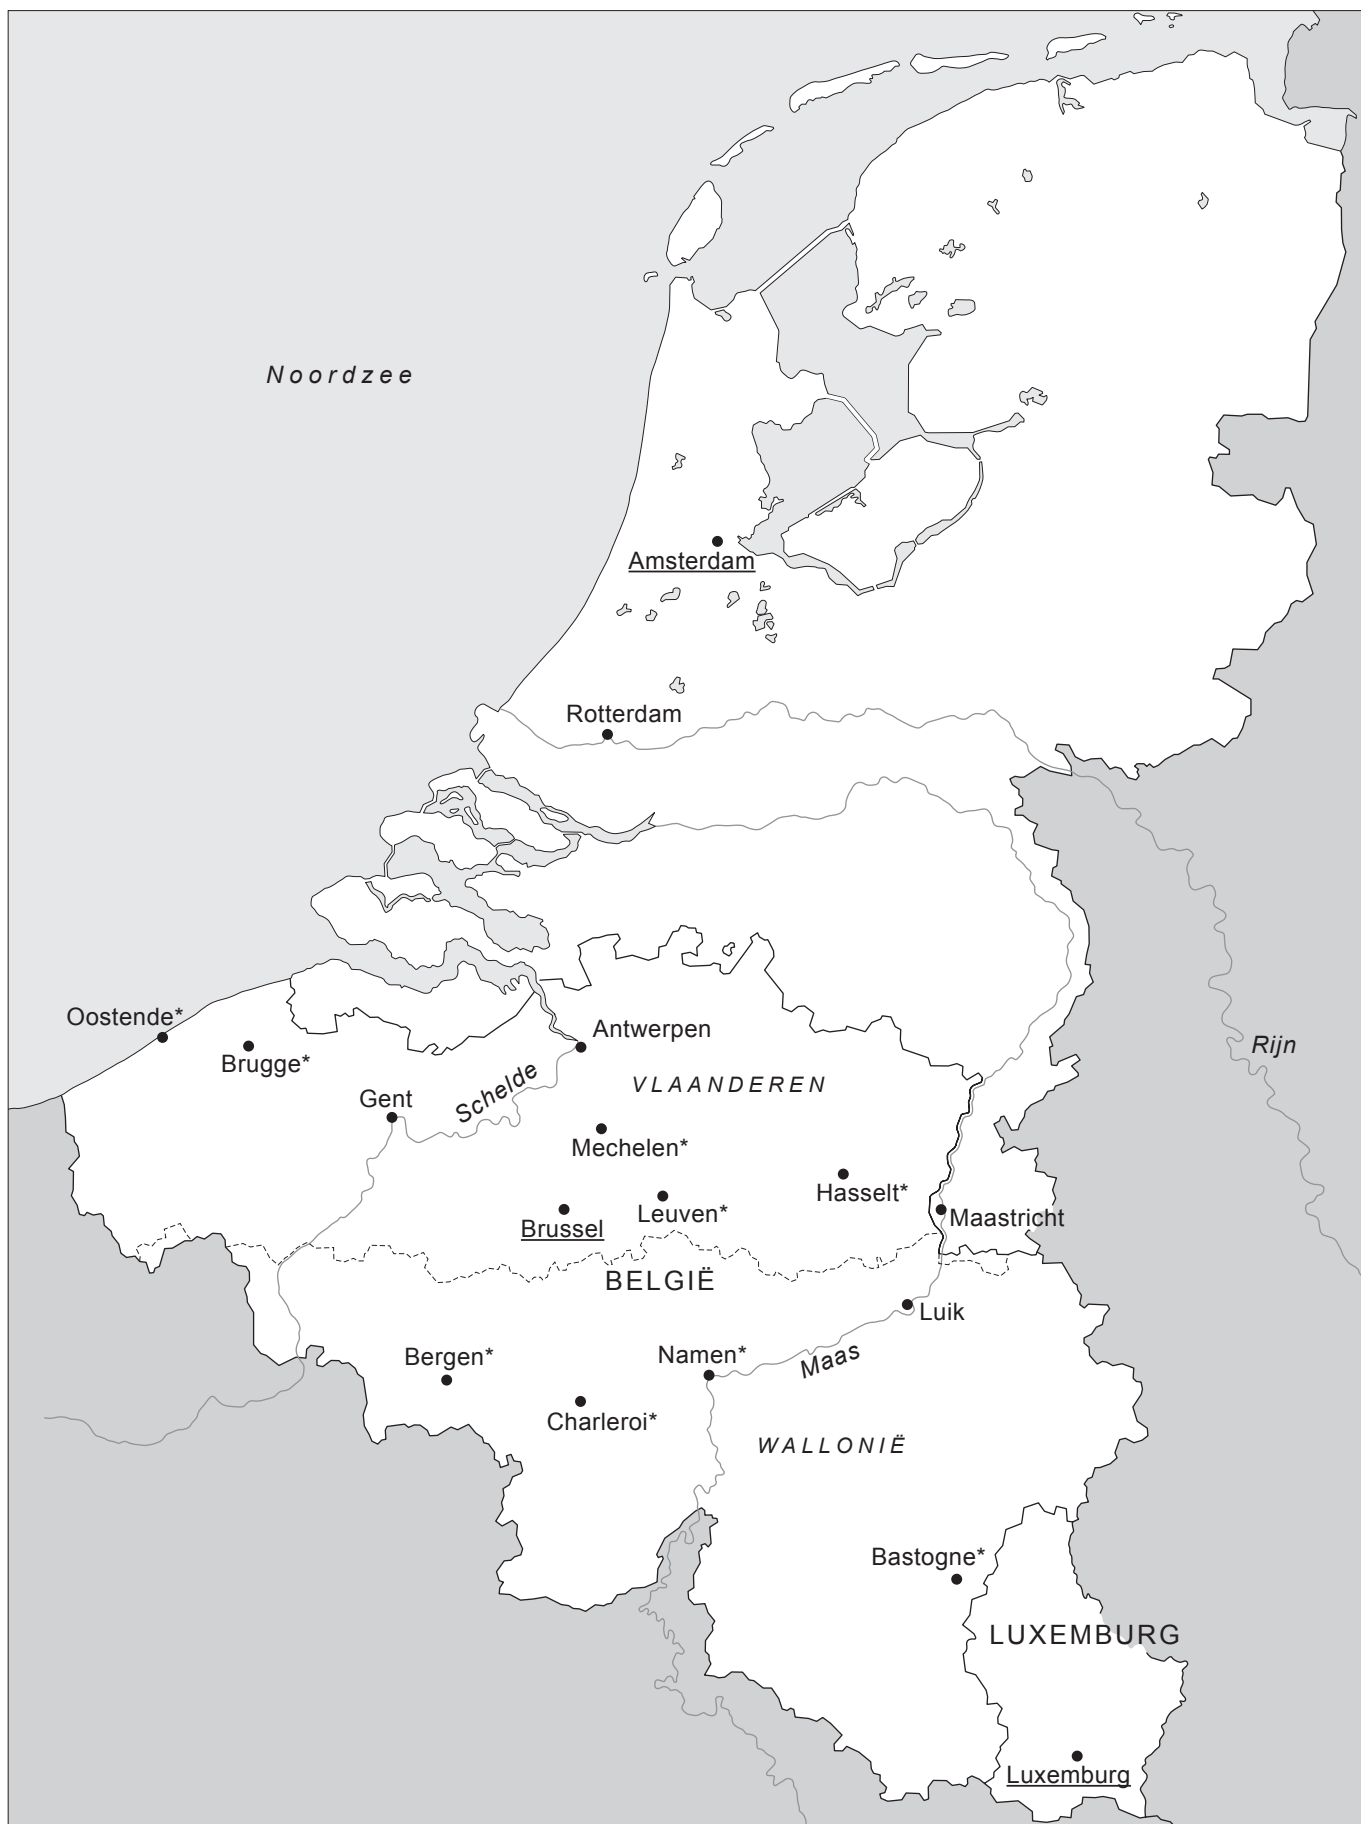 Noordzee
Amsterdam
Rotterdam
Oostende*
Brugge*
Antwerpen
Rijn
Schelde
VLAANDEREN
Gent
Mechelen*
Hasselt*
Leuven*
Brussel
Maastricht
BELGIË
Luik
Bergen*
Namen*
Maas
Charleroi*
WALLONIË
Bastogne*
LUXEMBURG
Luxemburg